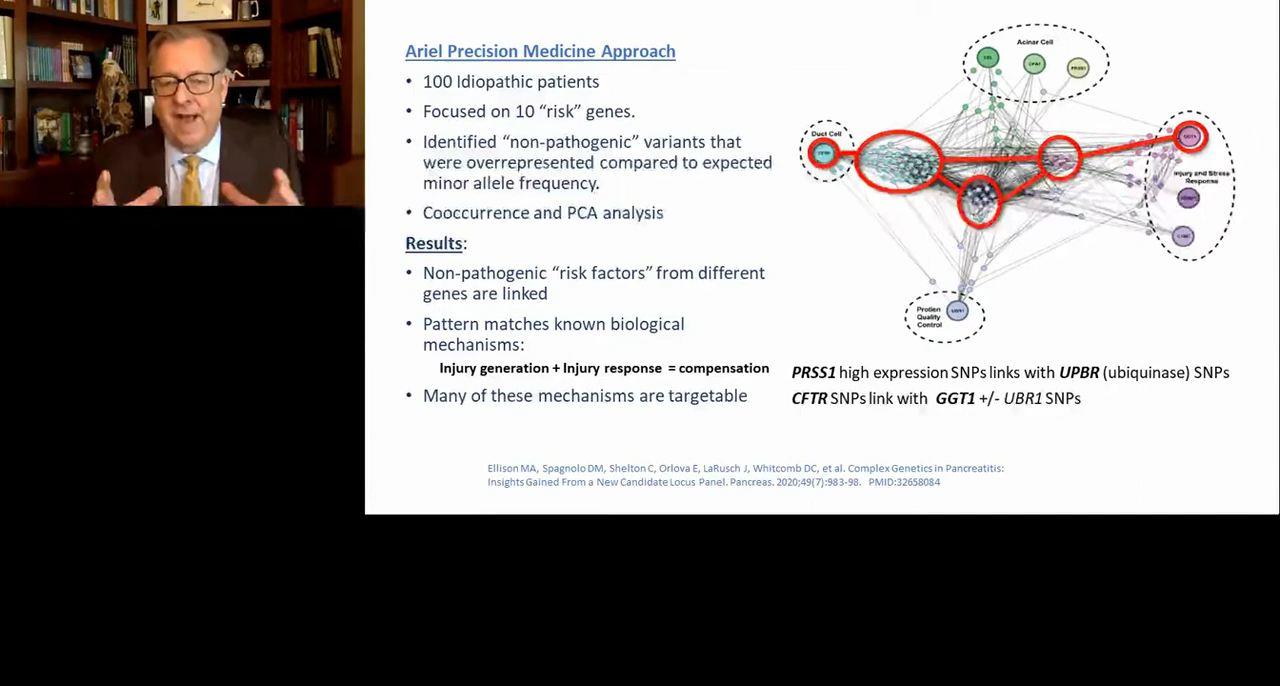 Ariel Precision Medicine Approach
• 100 Idiopathic patients
• Focused on 10 “risk” genes.
• Identified “non-pathogenic” variants that
were overrepresented compared to expected
minor allele frequency.
• Cooccurrence and PCA analysis
Results:
• Non-pathogenic “risk factors” from different
genes are linked
• Pattern matches known biological
mechanisms:
Injury generation + Injury response = compensation
• Many of these mechanisms are targetable
Acinar Cell
Duct Cell
Injury and Stress
Response
Protien
Quality
Control
PRSS1 high expression SNPs links with UPBR (ubiquinase) SNPs
CFTR SNPs link with GGT1 +/- UBR1 SNPs
Ellison MA, Spagnolo DM, Shelton C, Orlova E, LaRusch J, Whitcomb DC, et al. Complex Genetics in Pancreatitis:
Insights Gained From a New Candidate Locus Panel. Pancreas. 2020;49(7):983-98. PMID:32658084